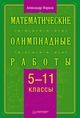 Александр Фарков
МАТЕМАТИЧЕСКИЕ
ОЛИМПИАДНЫЕ
РАБОТЫ
5–11
классы